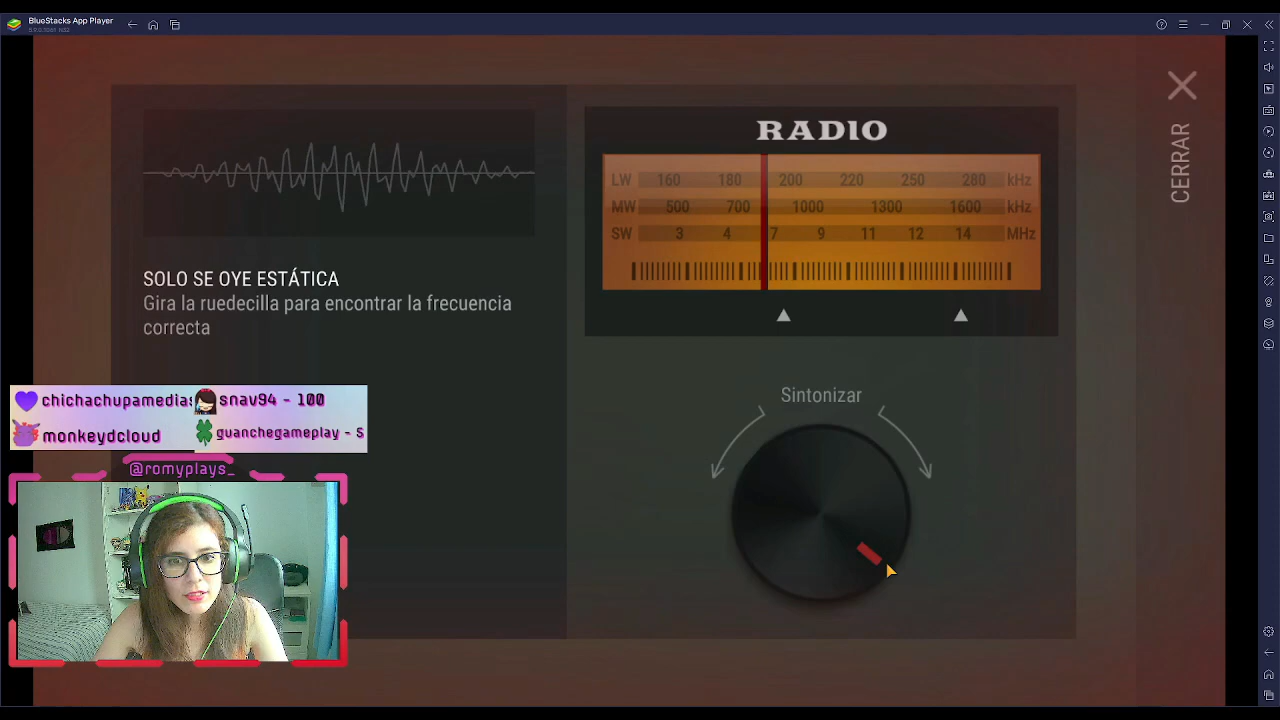 BlueStacks App Player
RADIO
LW 160 180 200 220 250 280 kHz
MW 500 700 1000 1300 1600 kHz
SW 3 4 7 9 11 12 14 MHz
CERRAR
SOLO SE OYE ESTÁTICA
Gira la ruedecilla para encontrar la frecuencia
correcta
Sintonizar
chichachupamedias
snav94 - 100
monkeydcloud
guanchegameplay - S
@romyplays_